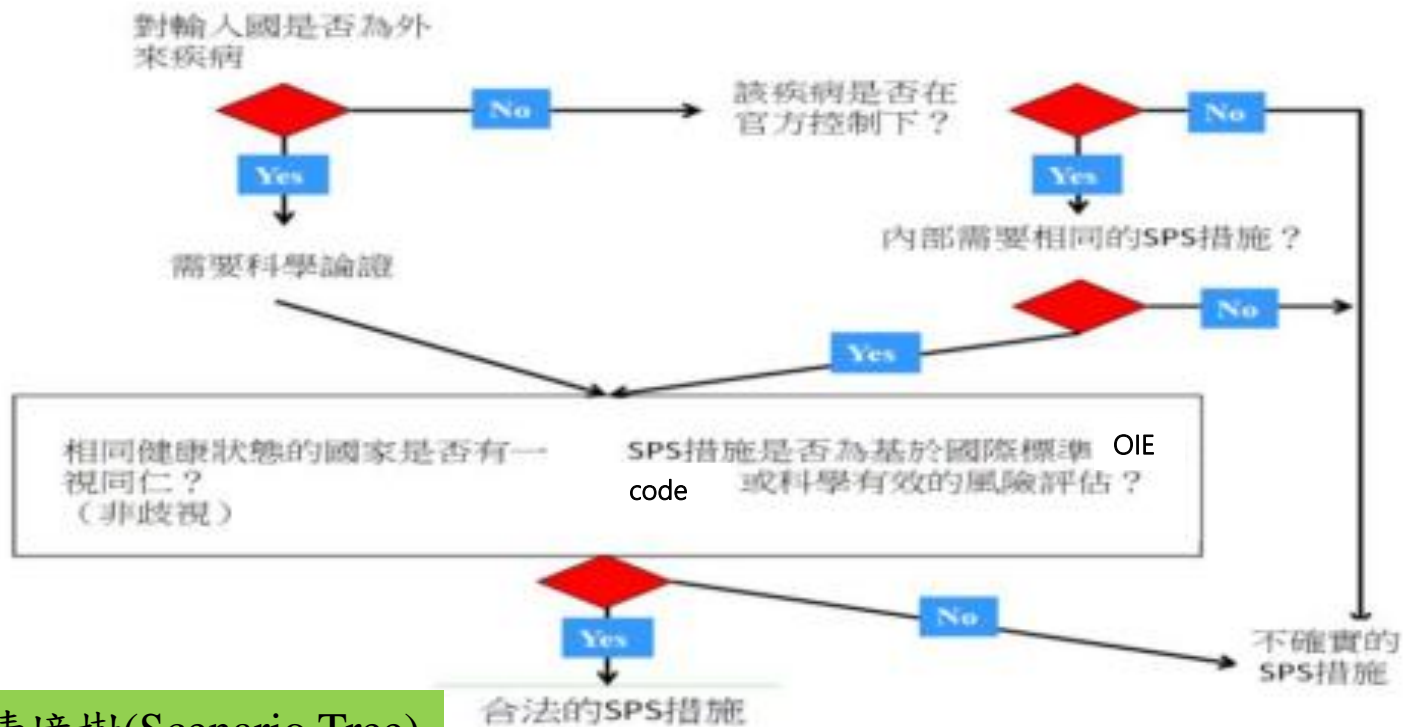 對輸入國是否為外
來疾病
No
該疾病是否在
官方控制下？
No
Yes
Yes
需要科學論證
內部需要相同的SPS措施？
No
Yes
相同健康狀態的國家是否有一
視同仁？
（非歧視）
SPS措施是否為基於國際標準 OIE
code 或科學有效的風險評估？
Yes
No
不確實的
SPS措施
合法的SPS措施
情境樹(Scenario Tree)